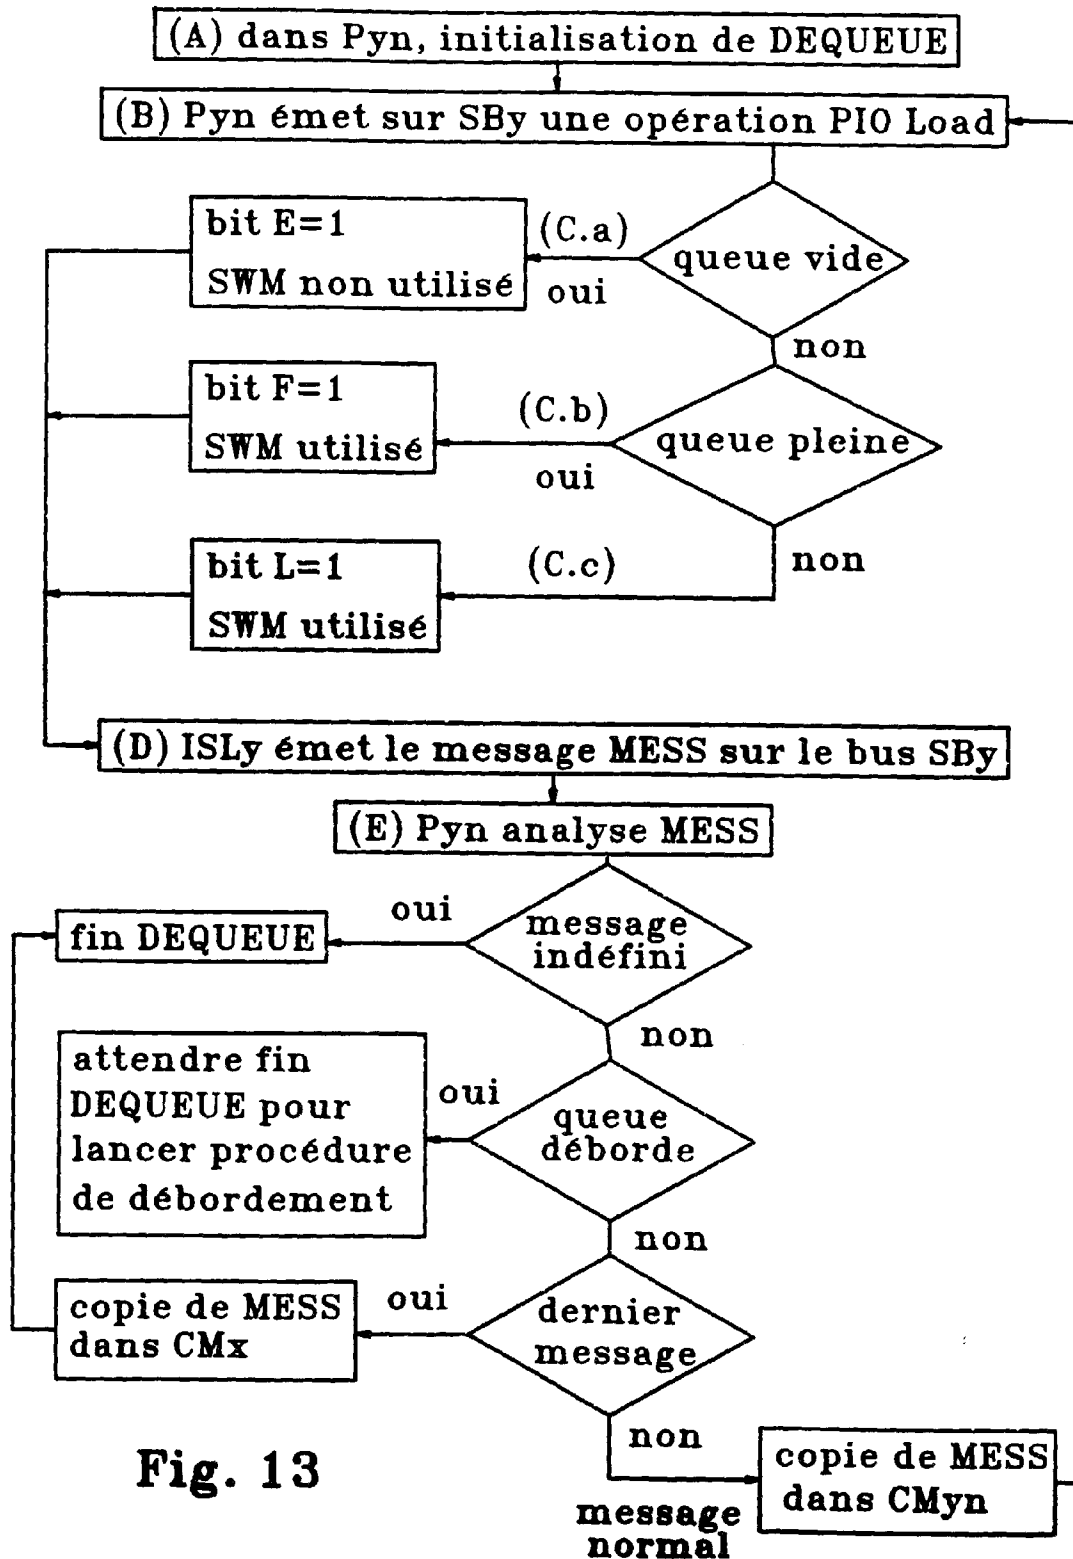 (A) dans Pyn, initialisation de DEQUEUE
(B) Pyn émet sur SBy une opération PIO Load
bit E=1
SWM non utilisé
(C.a)
oui
queue vide
non
bit F=1
SWM utilisé
(C.b)
oui
queue pleine
non
bit L=1
SWM utilisé
(C.c)
(D) ISLy émet le message MESS sur le bus SBy
(E) Pyn analyse MESS
fin DEQUEUE
oui
message
indéfini
non
attendre fin
DEQUEUE pour
lancer procédure
de débordement
oui
queue
déborde
non
copie de MESS
dans CMx
oui
dernier
message
non
message
normal
copie de MESS
dans CMyn
Fig. 13